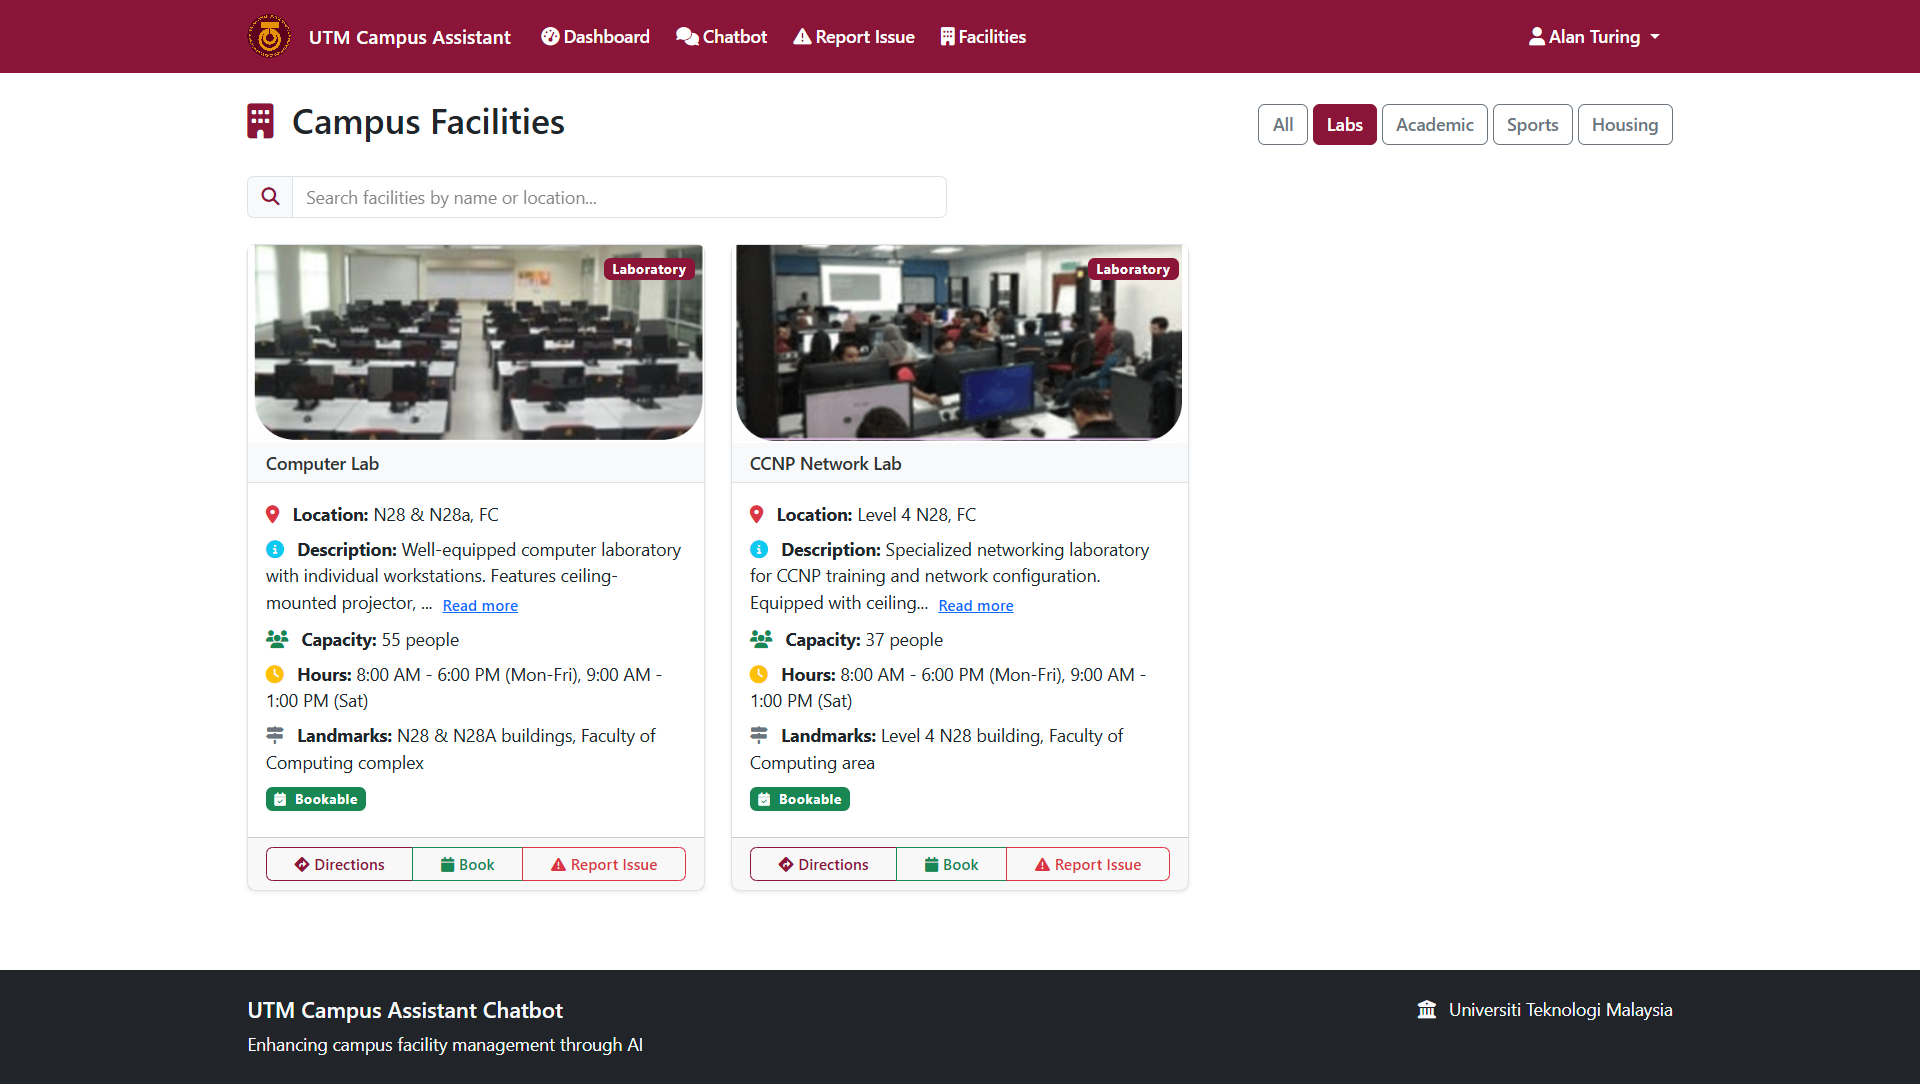 UTM Campus Assistant
Dashboard
Chatbot
Report Issue
Facilities
Alan Turing
Campus Facilities
All
Labs
Academic
Sports
Housing
Search facilities by name or location...
Laboratory
Computer Lab
Location: N28 & N28a, FC
Description: Well-equipped computer laboratory
with individual workstations. Features ceiling-
mounted projector, ... Read more
Capacity: 55 people
Hours: 8:00 AM - 6:00 PM (Mon-Fri), 9:00 AM -
1:00 PM (Sat)
Landmarks: N28 & N28A buildings, Faculty of
Computing complex
Bookable
Directions
Book
Report Issue
Laboratory
CCNP Network Lab
Location: Level 4 N28, FC
Description: Specialized networking laboratory
for CCNP training and network configuration.
Equipped with ceiling... Read more
Capacity: 37 people
Hours: 8:00 AM - 6:00 PM (Mon-Fri), 9:00 AM -
1:00 PM (Sat)
Landmarks: Level 4 N28 building, Faculty of
Computing area
Bookable
Directions
Book
Report Issue
UTM Campus Assistant Chatbot
Enhancing campus facility management through AI
Universiti Teknologi Malaysia